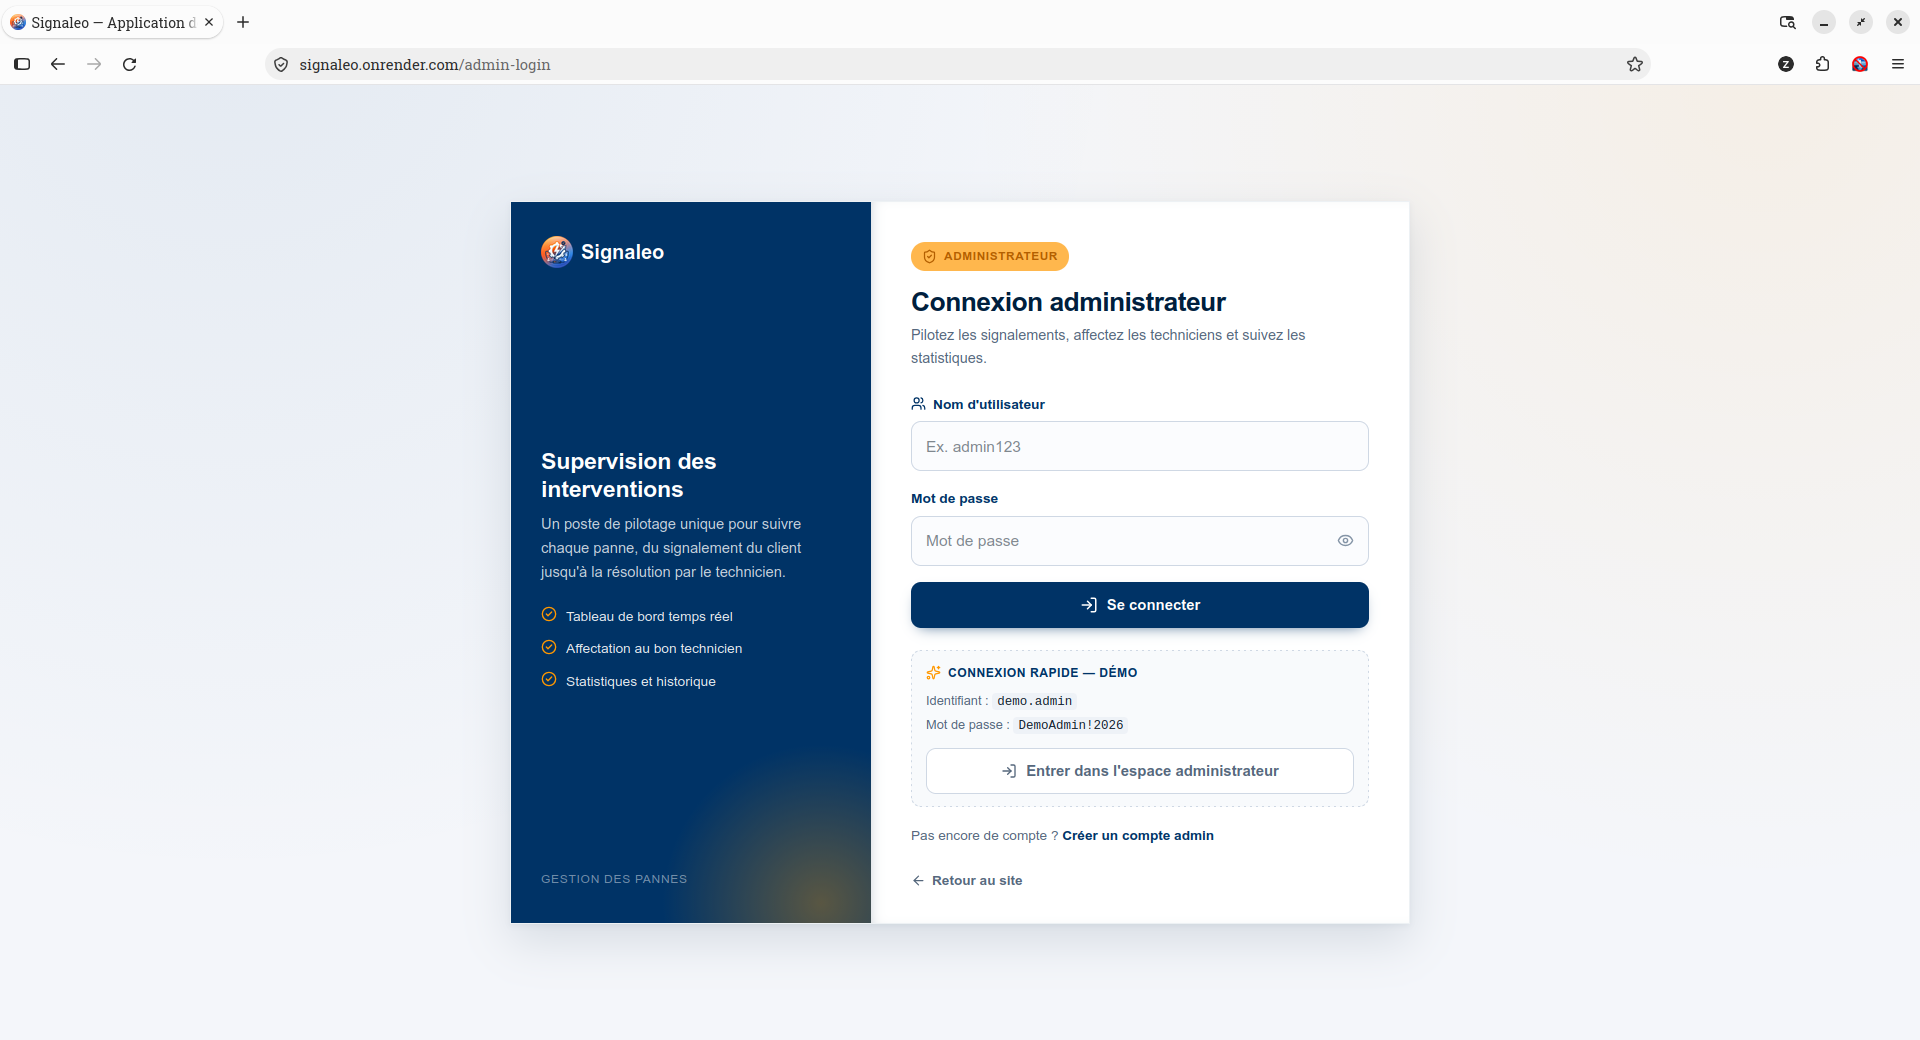 Signaleo — Application d
signaleo.onrender.com/admin-login
Signaleo
Supervision des
interventions
Un poste de pilotage unique pour suivre
chaque panne, du signalement du client
jusqu'à la résolution par le technicien.
Tableau de bord temps réel
Affectation au bon technicien
Statistiques et historique
GESTION DES PANNES
ADMINISTRATEUR
Connexion administrateur
Pilotez les signalements, affectez les techniciens et suivez les
statistiques.
Nom d'utilisateur
Ex. admin123
Mot de passe
Mot de passe
Se connecter
CONNEXION RAPIDE — DÉMO
Identifiant : demo.admin
Mot de passe : DemoAdmin!2026
Entrer dans l'espace administrateur
Pas encore de compte ? Créer un compte admin
Retour au site